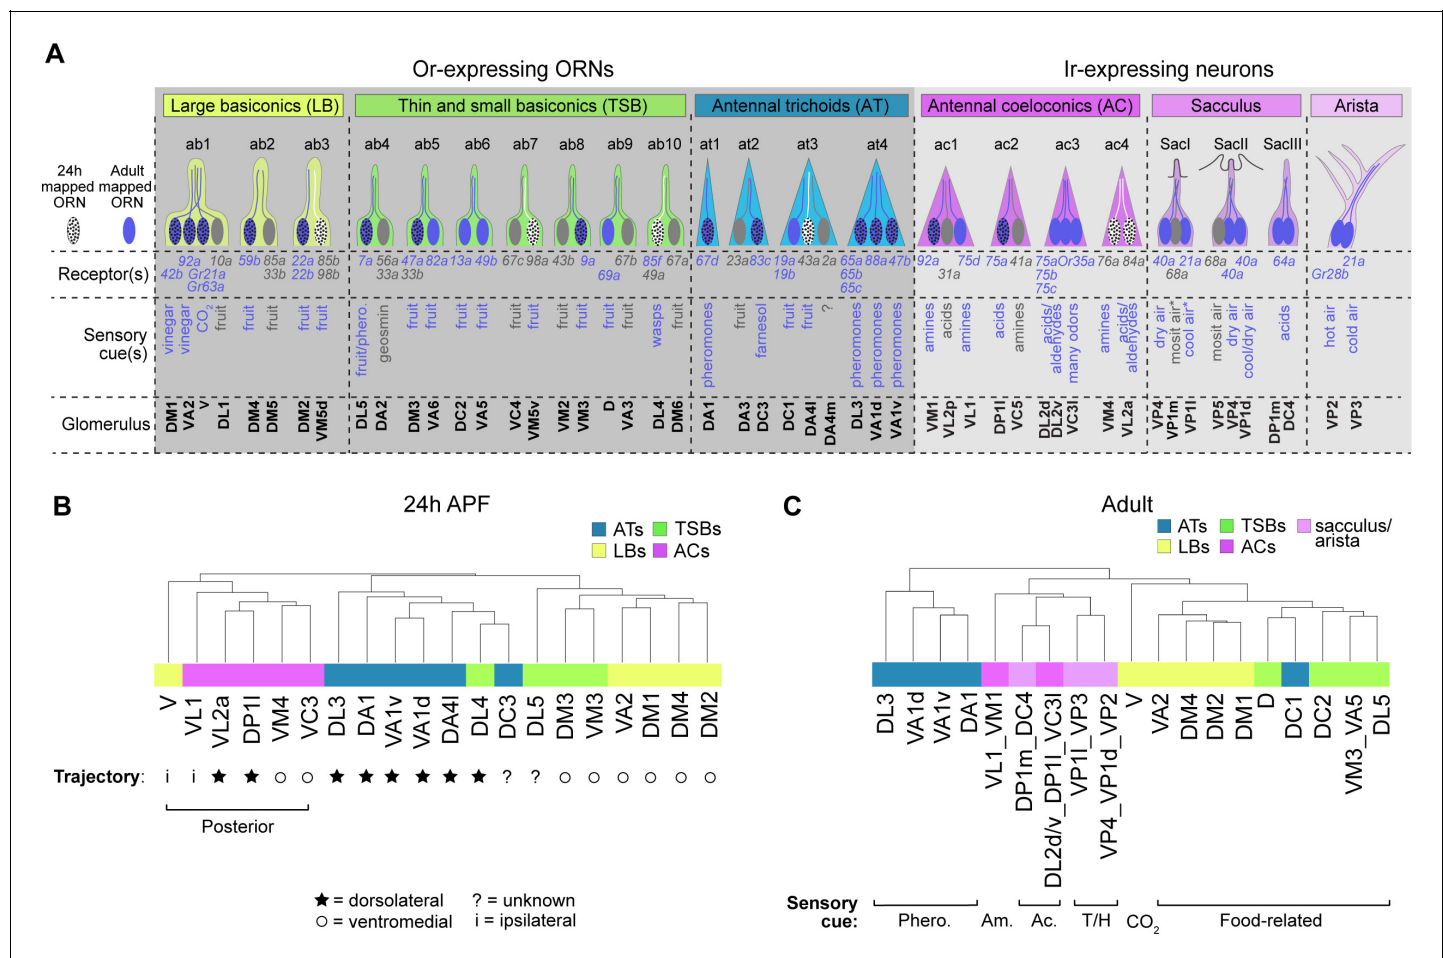 A
Or-expressing ORNs
Ir-expressing neurons
Large basiconics (LB)
Thin and small basiconics (TSB)
Antennal trichoids (AT)
Antennal coeloconics (AC)
Sacculus
Arista
ab1 ab2 ab3 ab4 ab5 ab6 ab7 ab8 ab9 ab10 at1 at2 at3 at4 ac1 ac2 ac3 ac4 SacI SacII SacIII
24h mapped ORN
Adult mapped ORN
Receptor(s)
92a 10a 59b 85a 22a 85b 7a 56a 47a 82a 13a 49b 67c 98a 43b 9a 67b 85f 67a 67d 23a 83c 19a 43a 2a 65a 88a 47b 92a 75d 75a 41a 75a Or35a 76a 84a 40a 21a 68a 40a 64a 21a
42b Gr21a 33b 22b 98b 33a 33b 69a 49a 19b 65b 31a 75b 68a 40a Gr28b
Gr63a 65c 75c
Sensory cue(s)
vinegar vinegar CO2 fruit fruit fruit fruit fruit fruit/phero. geosmin fruit fruit fruit fruit fruit fruit fruit fruit fruit fruit wasps fruit pheromones fruit farnesol fruit fruit ? pheromones pheromones pheromones amines acids amines acids amines acids/ aldehydes many odors amines acids/ aldehydes dry air mosit air* cool air* mosit air dry air cool/dry air acids hot air cold air
Glomerulus
DM1 VA2 V DL1 DM4 DM5 DM2 VM5d DL5 DA2 DM3 VA6 DC2 VA5 VC4 VM5v VM2 VM3 D VA3 DL4 DM6 DA1 DA3 DC3 DC1 DA4l DA4m DL3 VA1d VA1v VM1 VL2p VL1 DP1l VC5 DL2d DL2v VC3l VM4 VL2a VP4 VP1m VP1l VP5 VP4 VP1d DP1m DC4 VP2 VP3
B
24h APF
ATs TSBs
LBs ACs
V VL1 VL2a DP1l VM4 VC3 DL3 DA1 VA1v VA1d DA4l DL4 DC3 DL5 DM3 VM3 VA2 DM1 DM4 DM2
Trajectory: i i ★ ★ ○ ○ ★ ★ ★ ★ ★ ★ ? ? ○ ○ ○ ○ ○ ○
Posterior
★ = dorsolateral ? = unknown
○ = ventromedial i = ipsilateral
C
Adult
ATs TSBs sacculus/
LBs ACs arista
DL3 VA1d VA1v DA1 VL1_VM1 DP1m_DC4 DL2d/v_DP1l_VC3l VP1l_VP3 VP4_VP1d_VP2 V VA2 DM4 DM2 DM1 D DC1 DC2 VM3_VA5 DL5
Sensory
cue: Phero. Am. Ac. T/H CO2 Food-related